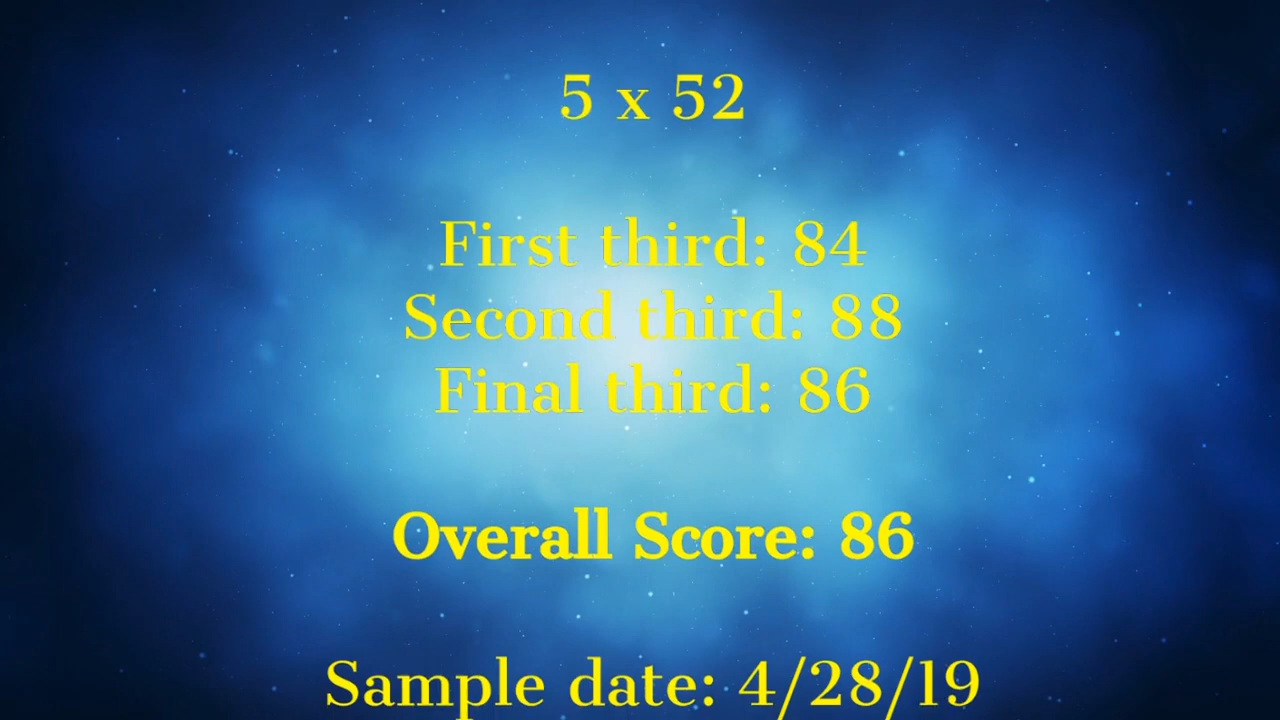 5 x 52
First third: 84
Second third: 88
Final third: 86
Overall Score: 86
Sample date: 4/28/19